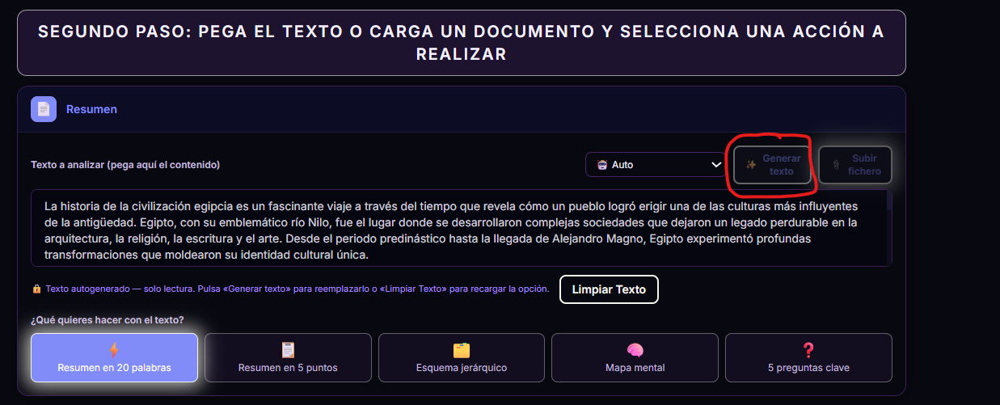 SEGUNDO PASO: PEGA EL TEXTO O CARGA UN DOCUMENTO Y SELECCIONA UNA ACCIÓN A
REALIZAR
Resumen
Texto a analizar (pega aquí el contenido)
Auto
Generar
texto
Subir
fichero
La historia de la civilización egipcia es un fascinante viaje a través del tiempo que revela cómo un pueblo logró erigir una de las culturas más influyentes
de la antigüedad. Egipto, con su emblemático río Nilo, fue el lugar donde se desarrollaron complejas sociedades que dejaron un legado perdurable en la
arquitectura, la religión, la escritura y el arte. Desde el periodo predinástico hasta la llegada de Alejandro Magno, Egipto experimentó profundas
transformaciones que moldearon su identidad cultural única.
Texto autogenerado — solo lectura. Pulsa «Generar texto» para reemplazarlo o «Limpiar Texto» para recargar la opción.
Limpiar Texto
¿Qué quieres hacer con el texto?
Resumen en 20 palabras
Resumen en 5 puntos
Esquema jerárquico
Mapa mental
5 preguntas clave